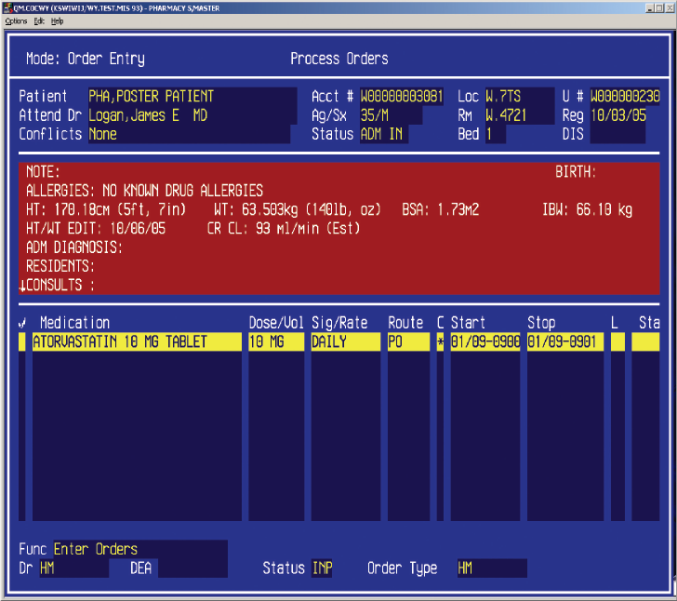 QM.COCWY (CSWIWI1/WY.TEST.MIS 93) - PHARMACY S,MASTER
Options Edit Help
Mode: Order Entry Process Orders
Patient PHA,POSTER PATIENT Acct # W00000003081 Loc W.7TS U # W000000230
Attend Dr Logan,James E MD Ag/Sx 35/M Rm W.4721 Reg 10/03/05
Conflicts None Status ADM IN Bed 1 DIS
NOTE: BIRTH:
ALLERGIES: NO KNOWN DRUG ALLERGIES
HT: 170.18cm (5ft, 7in) WT: 63.503kg (140lb, oz) BSA: 1.73m2 IBW: 66.10 kg
HT/WT EDIT: 10/06/05 CR CL: 93 ml/min (Est)
ADM DIAGNOSIS:
RESIDENTS:
↓CONSULTS :
✓ Medication Dose/Vol Sig/Rate Route C Start Stop L Sta
ATORVASTATIN 10 MG TABLET 10 MG DAILY PO * 01/09-0900 01/09-0901
Func Enter Orders
Dr HM DEA Status INP Order Type HM